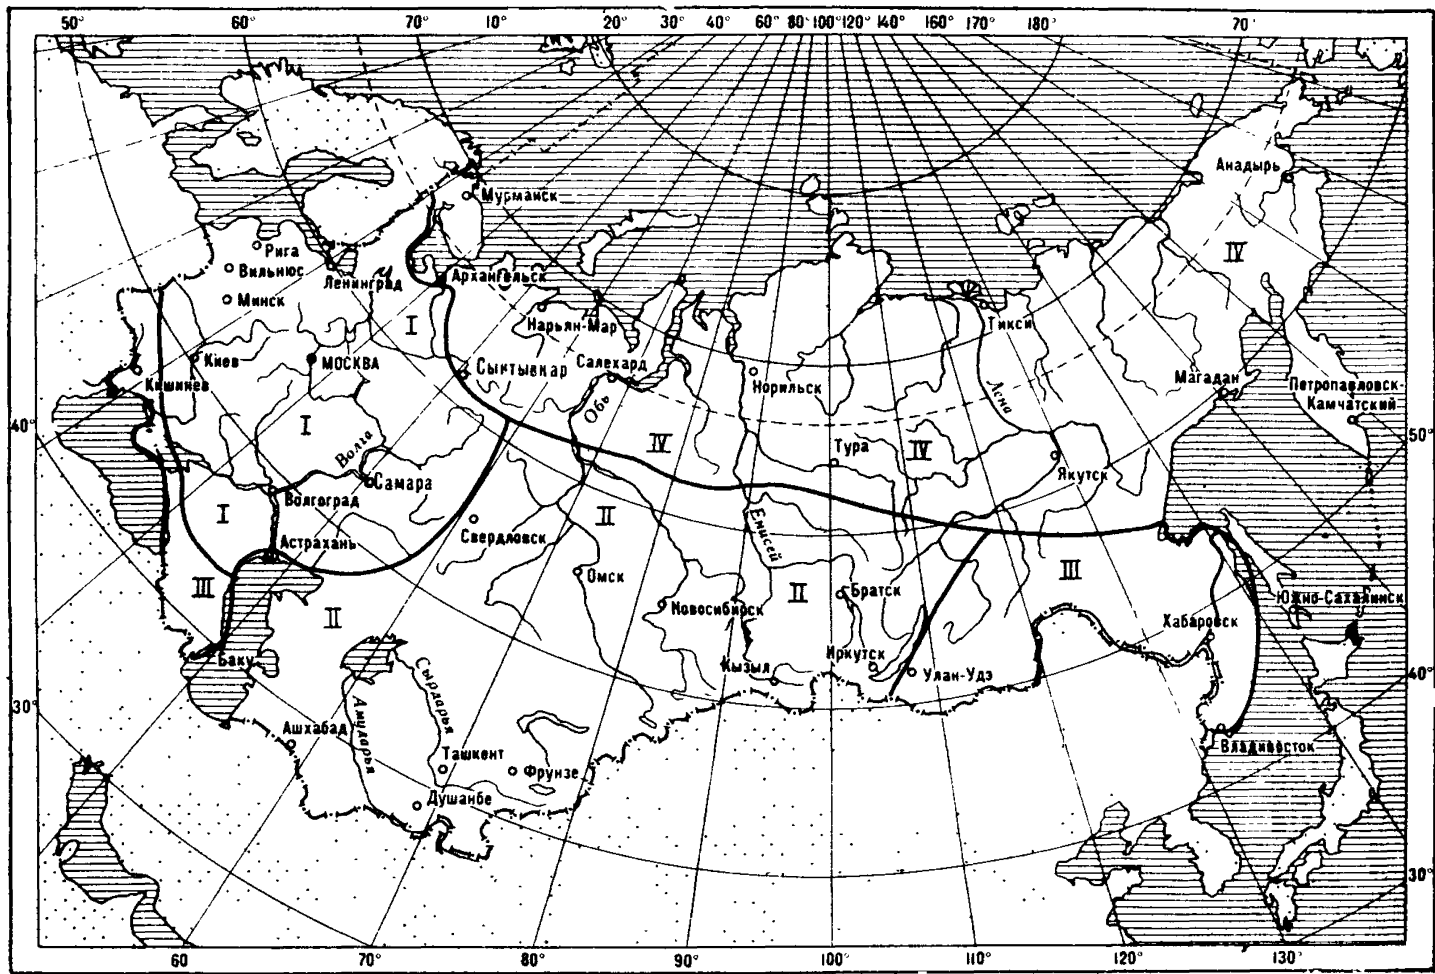 50° 60° 70° 10° 20° 30° 40° 60° 80° 100° 120° 140° 160° 170° 180° 70°
Анадырь
Мурманск
IV
Рига
Вильнюс
Ленинград
Архангельск
Минск
I
Нарьян-Мар
Тикси
Киев
МОСКВА
Сыктывкар
Салехард
Кишинев
Норильск
Лена
Магадан
Петропавловск-
Камчатский
Обь
40°
I
Волга
IV
Тура
IV
50°
Якутск
Самара
Волгоград
I
Свердловск
II
Енисей
Астрахань
III
II
Омск
Новосибирск
II
Братск
III
Южно-Сахалинск
Хабаровск
Баку
Кызыл
Иркутск
Улан-Удэ
40°
30°
Сырдарья
Амударья
Ашхабад
Ташкент
Фрунзе
Владивосток
Душанбе
30°
60 70° 80° 90° 100° 110° 120° 130°